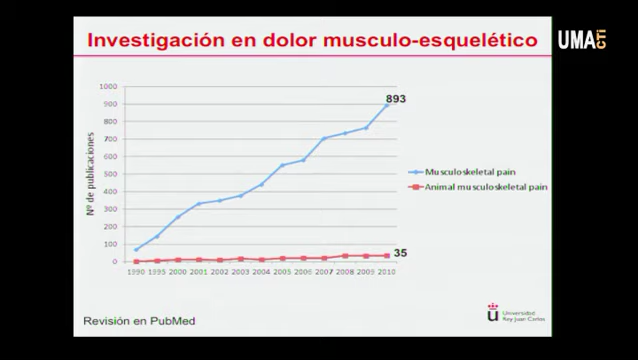 Investigación en dolor musculo-esquelético
UMA CTI
1000
900
800
700
600
500
400
300
200
100
0
Nº de publicaciones
893
35
Musculoskeletal pain
Animal musculoskeletal pain
1990 1995 2000 2001 2002 2003 2004 2005 2006 2007 2008 2009 2010
Revisión en PubMed
u
Universidad
Rey Juan Carlos